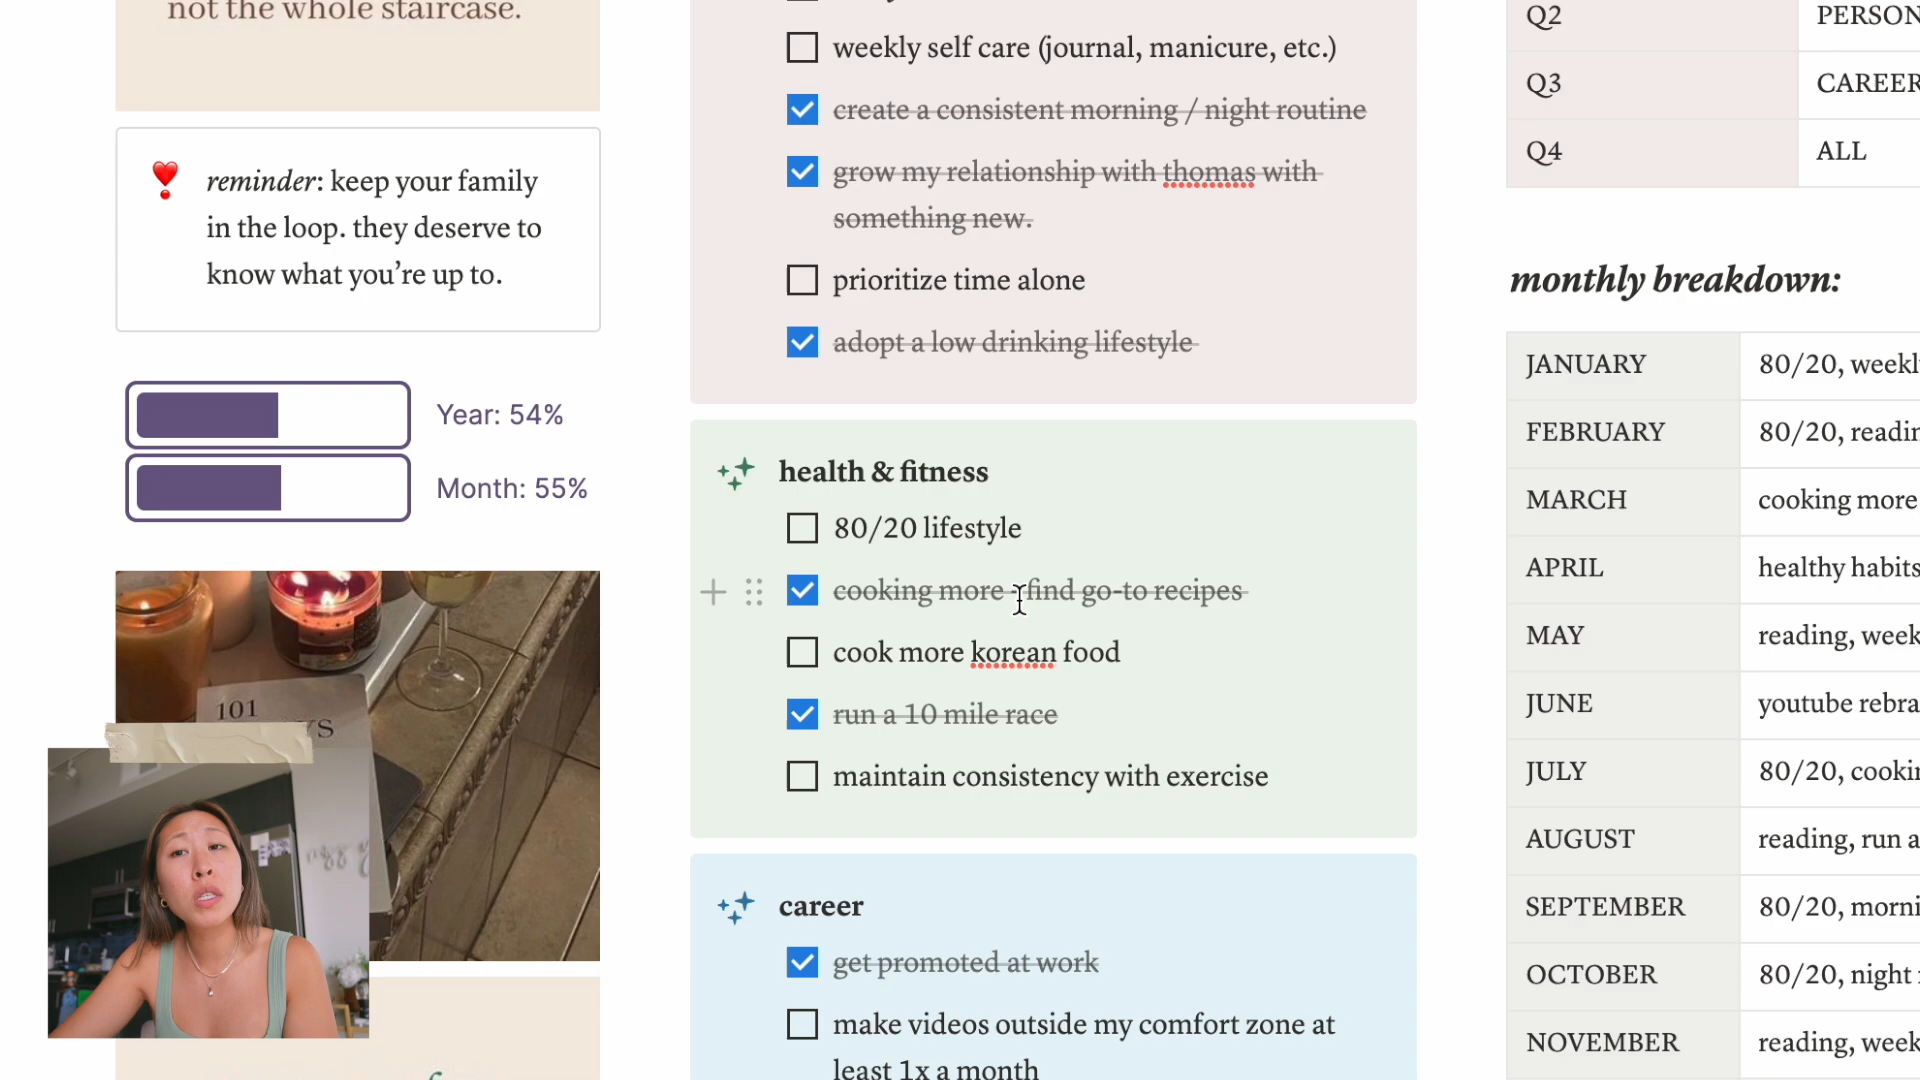 not the whole staircase.
reminder: keep your family
in the loop. they deserve to
know what you're up to.
Year: 54%
Month: 55%
101
weekly self care (journal, manicure, etc.)
create a consistent morning / night routine
grow my relationship with thomas with
something new.
prioritize time alone
adopt a low drinking lifestyle
health & fitness
80/20 lifestyle
cooking more - find go-to recipes
cook more korean food
run a 10 mile race
maintain consistency with exercise
career
get promoted at work
make videos outside my comfort zone at
least 1x a month
Q2 PERSON
Q3 CAREER
Q4 ALL
monthly breakdown:
JANUARY 80/20, weekl
FEBRUARY 80/20, readin
MARCH cooking more
APRIL healthy habits
MAY reading, week
JUNE youtube rebra
JULY 80/20, cookin
AUGUST reading, run a
SEPTEMBER 80/20, morni
OCTOBER 80/20, night
NOVEMBER reading, week